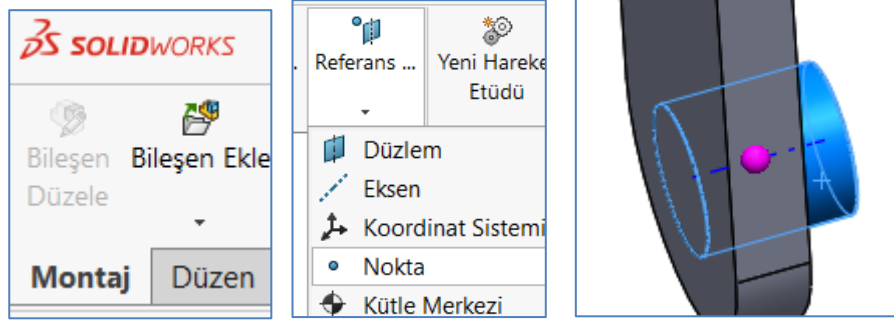 SOLIDWORKS
Bileşen Düzele
Bileşen Ekle
Montaj
Düzen
Referans ...
Yeni Hareke
Etüdü
Düzlem
Eksen
Koordinat Sistemi
Nokta
Kütle Merkezi